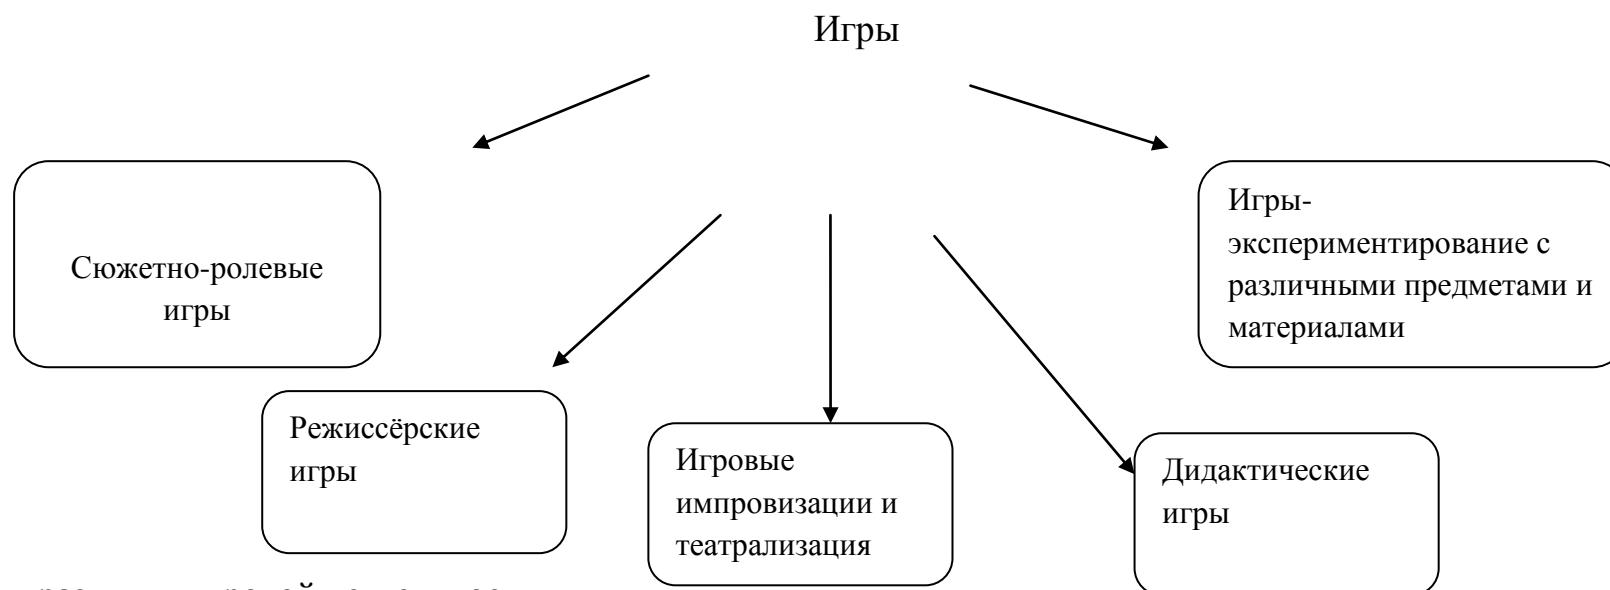 Игры
Сюжетно-ролевые
игры
Игры-
экспериментирование с
различными предметами и
материалами
Режиссёрские
игры
Игровые
импровизации и
театрализация
Дидактические
игры